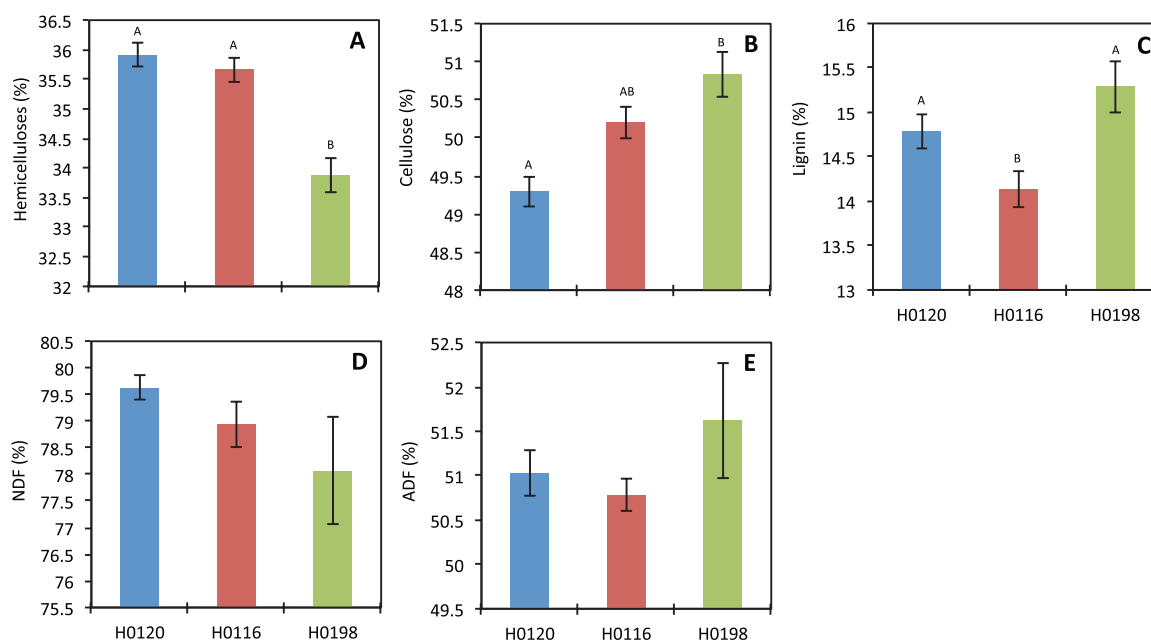 A
Hemicelluloses (%)
36.5
36
35.5
35
34.5
34
33.5
33
32.5
32
A
A
B
B
Cellulose (%)
51.5
51
50.5
50
49.5
49
48.5
48
A
AB
B
C
Lignin (%)
16
15.5
15
14.5
14
13.5
13
A
B
A
H0120 H0116 H0198
D
NDF (%)
80.5
80
79.5
79
78.5
78
77.5
77
76.5
76
75.5
H0120 H0116 H0198
E
ADF (%)
52.5
52
51.5
51
50.5
50
49.5
H0120 H0116 H0198